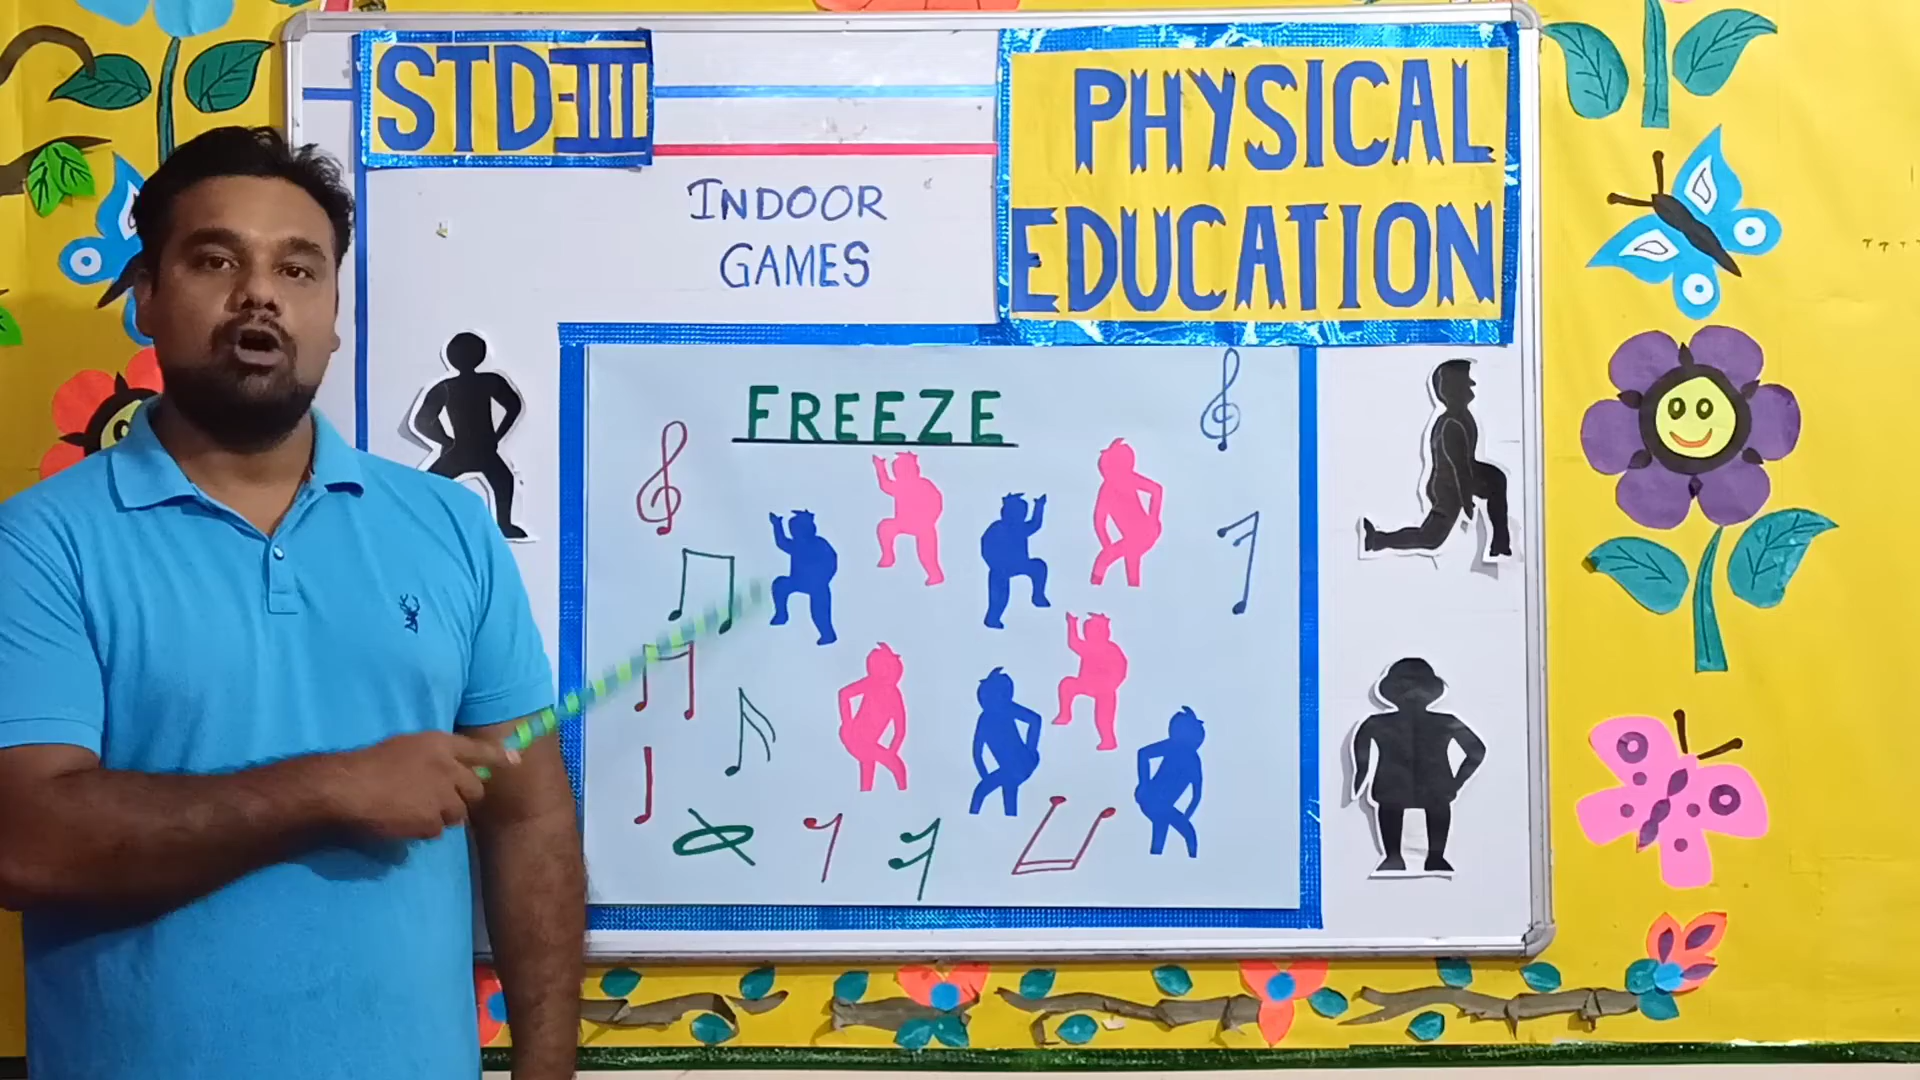 STD-III
PHYSICAL
EDUCATION
INDOOR
GAMES
FREEZE